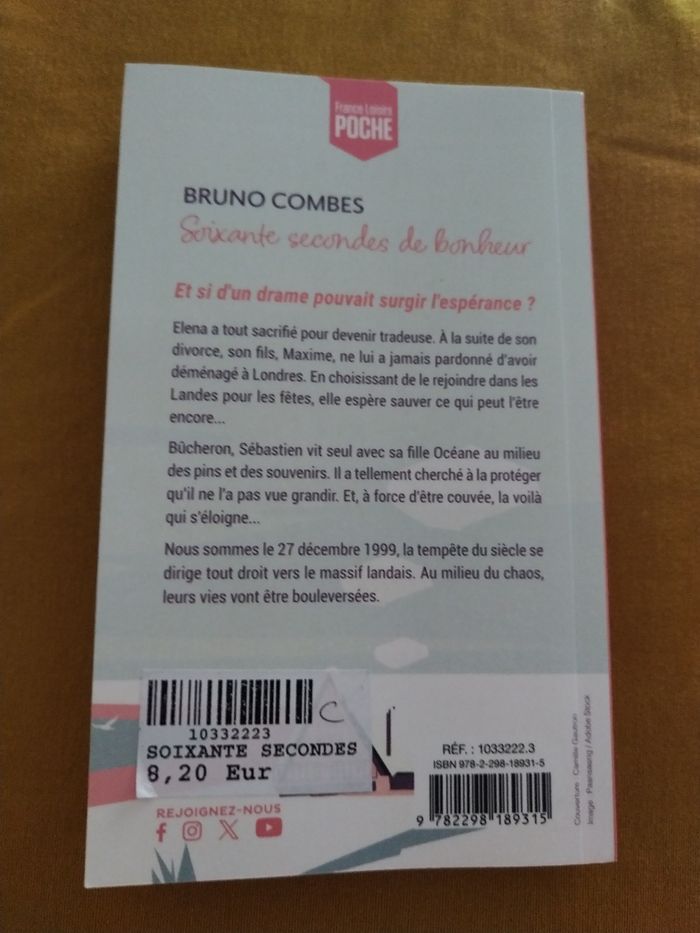 France Loisirs
POCHE
BRUNO COMBES
Soixante secondes de bonheur
Et si d'un drame pouvait surgir l'espérance ?
Elena a tout sacrifié pour devenir tradeuse. À la suite de son
divorce, son fils, Maxime, ne lui a jamais pardonné d'avoir
déménagé à Londres. En choisissant de le rejoindre dans les
Landes pour les fêtes, elle espère sauver ce qui peut l'être
encore...
Bûcheron, Sébastien vit seul avec sa fille Océane au milieu
des pins et des souvenirs. Il a tellement cherché à la protéger
qu'il ne l'a pas vue grandir. Et, à force d'être couvée, la voilà
qui s'éloigne...
Nous sommes le 27 décembre 1999, la tempête du siècle se
dirige tout droit vers le massif landais. Au milieu du chaos,
leurs vies vont être bouleversées.
C
10332223
SOIXANTE SECONDES
8,20 Eur
REJOIGNEZ-NOUS
RÉF. : 1033222.3
ISBN 978-2-298-18931-5
9 782298 189315
Couverture : Camille Gautron
Image : Paansaeng / Adobe Stock